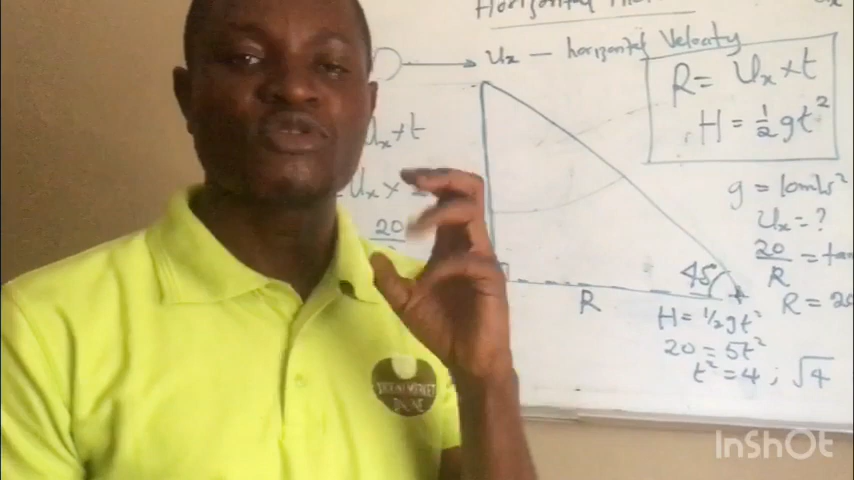 Horizontal
Ux
Ux — horizontal Velocity
R = Ux × t
H = ½gt²
Ux × t
Ux ×
20
g = 10m/s²
Ux = ?
20/R = tan
R = 20
45°
R
H = ½gt²
20 = 5t²
t² = 4 ; √4
InShOt